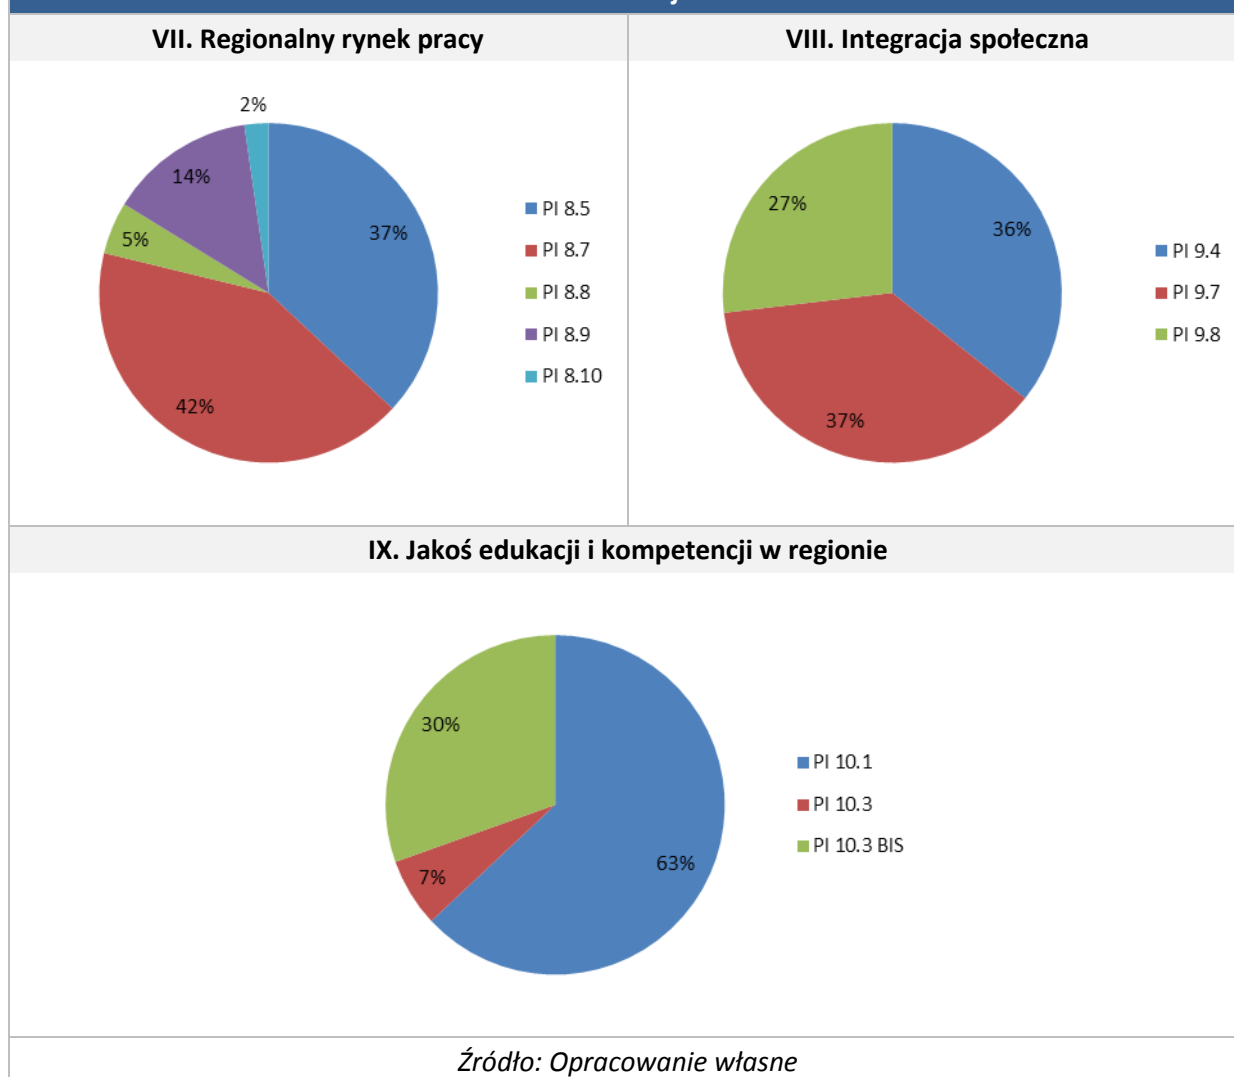 VII. Regionalny rynek pracy
VIII. Integracja społeczna
2%
14%
5%
37%
42%
PI 8.5
PI 8.7
PI 8.8
PI 8.9
PI 8.10
27%
36%
37%
PI 9.4
PI 9.7
PI 9.8
IX. Jakoś edukacji i kompetencji w regionie
30%
7%
63%
PI 10.1
PI 10.3
PI 10.3 BIS
Źródło: Opracowanie własne